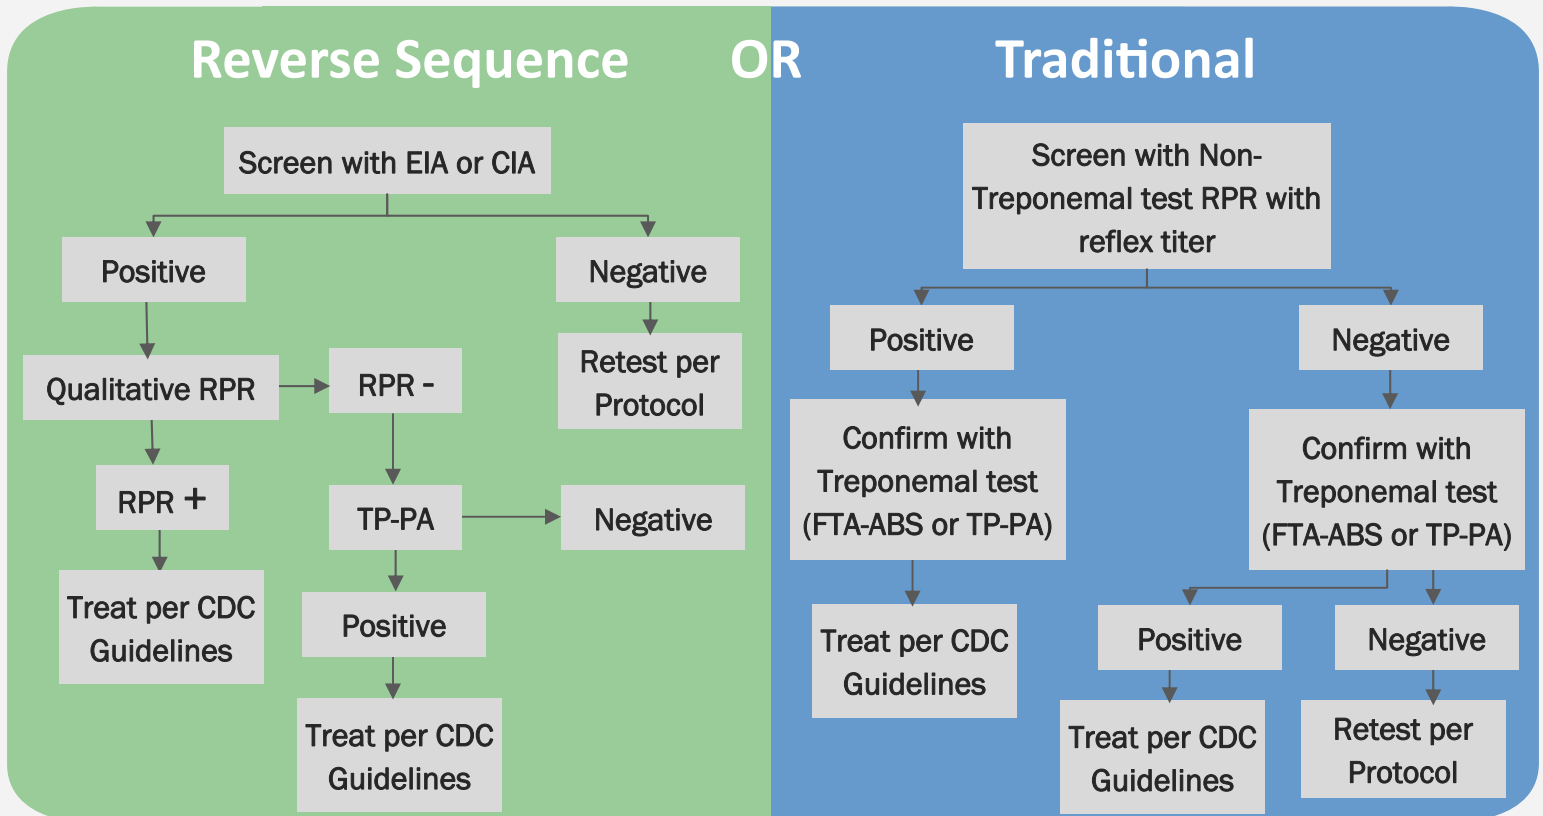 Reverse Sequence OR Traditional
Screen with EIA or CIA
Positive
Negative
Qualitative RPR
RPR -
Retest per
Protocol
RPR +
TP-PA
Negative
Treat per CDC
Guidelines
Positive
Treat per CDC
Guidelines
Screen with Non-
Treponemal test RPR with
reflex titer
Positive
Negative
Confirm with
Treponemal test
(FTA-ABS or TP-PA)
Confirm with
Treponemal test
(FTA-ABS or TP-PA)
Treat per CDC
Guidelines
Positive
Negative
Treat per CDC
Guidelines
Retest per
Protocol